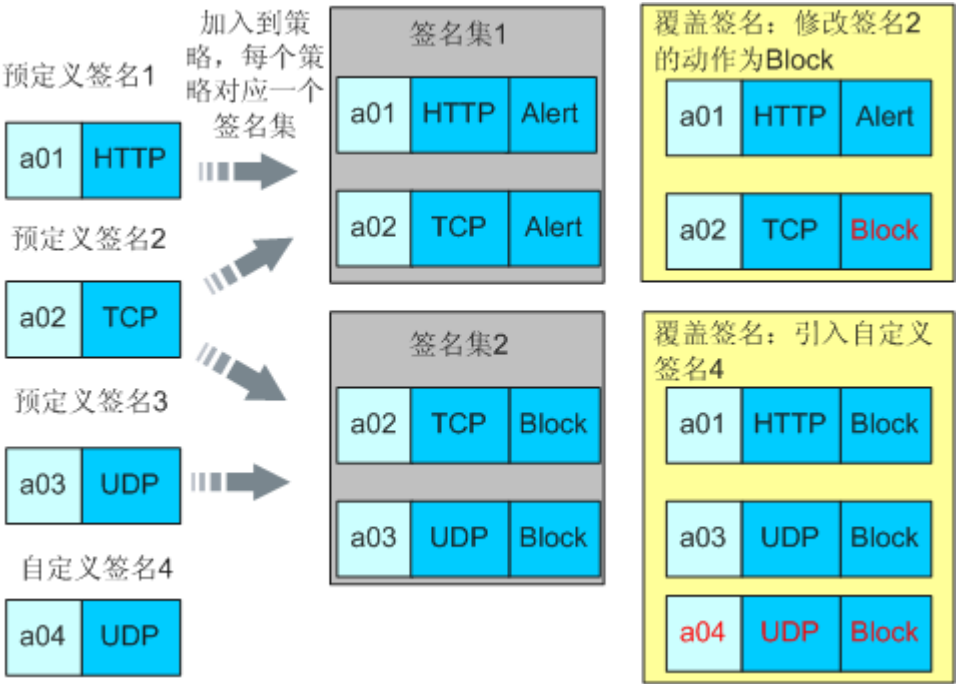 预定义签名1
a01 HTTP
预定义签名2
a02 TCP
预定义签名3
a03 UDP
自定义签名4
a04 UDP
加入到策
略，每个策
略对应一个
签名集
签名集1
a01 HTTP Alert
a02 TCP Alert
签名集2
a02 TCP Block
a03 UDP Block
覆盖签名：修改签名2
的动作为Block
a01 HTTP Alert
a02 TCP Block
覆盖签名：引入自定义
签名4
a01 HTTP Block
a03 UDP Block
a04 UDP Block